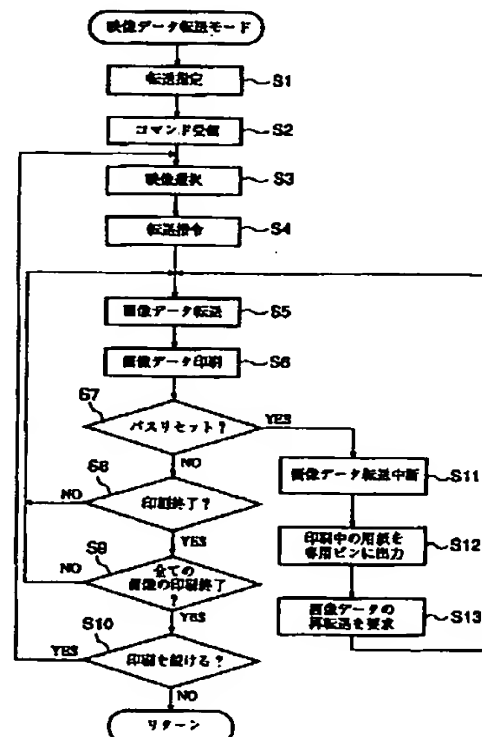 映像データ転送モード
転送指定
S1
コマンド受信
S2
映像選択
S3
転送指令
S4
画像データ転送
S5
画像データ印刷
S6
S7
バスリセット?
YES
NO
画像データ転送中断
S11
S8
印刷終了?
NO
YES
印刷中の用紙を
専用ビンに出力
S12
S9
全ての
画像の印刷終了
?
NO
YES
画像データの
再転送を要求
S13
S10
印刷を続ける?
YES
NO
リターン